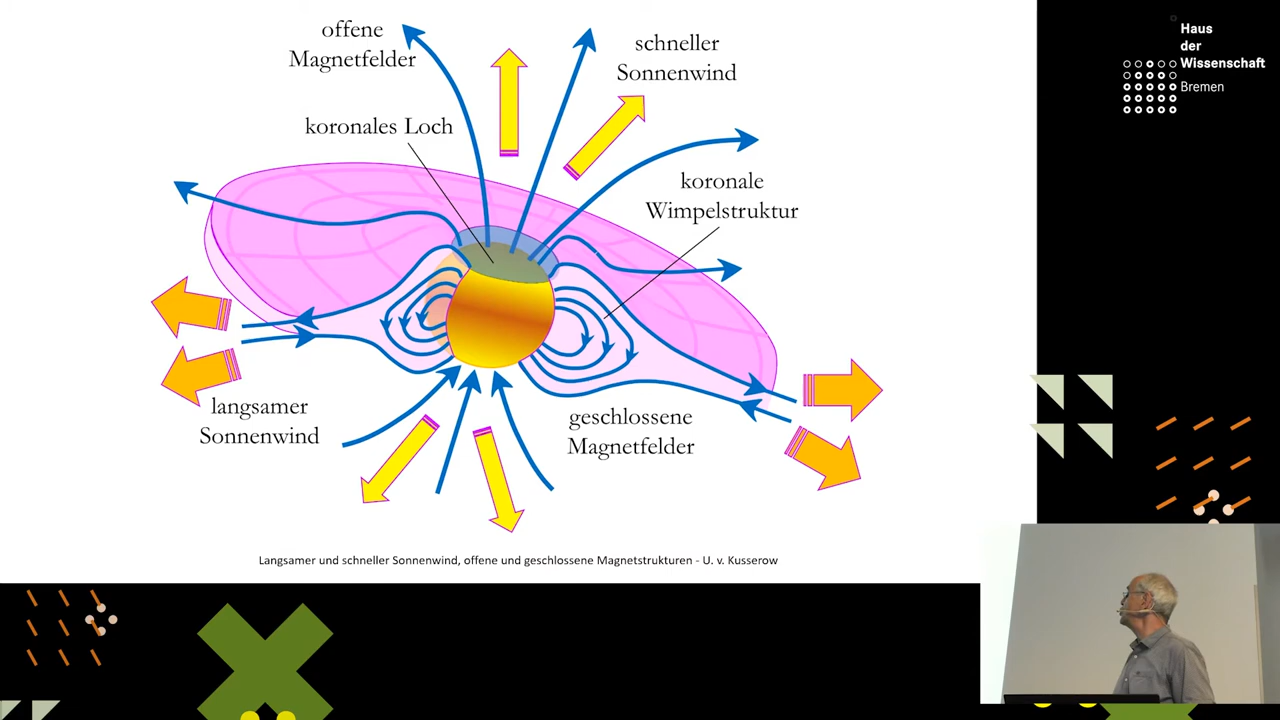 offene
Magnetfelder
schneller
Sonnenwind
koronales Loch
koronale
Wimpelstruktur
langsamer
Sonnenwind
geschlossene
Magnetfelder
Langsamer und schneller Sonnenwind, offene und geschlossene Magnetstrukturen - U. v. Kusserow
Haus
der
Wissenschaft
Bremen